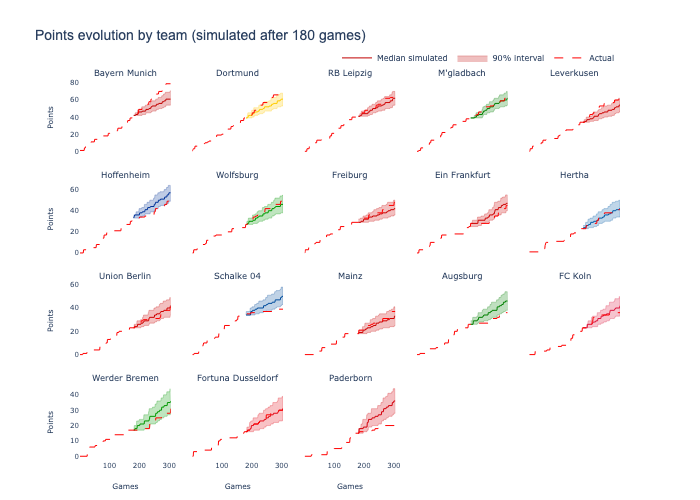 Points evolution by team (simulated after 180 games)
Median simulated 90% interval Actual
Bayern Munich Dortmund RB Leipzig M'gladbach Leverkusen
80
60
40
20
0
Points
Hoffenheim Wolfsburg Freiburg Ein Frankfurt Hertha
60
40
20
0
Points
Union Berlin Schalke 04 Mainz Augsburg FC Koln
60
40
20
0
Points
Werder Bremen Fortuna Dusseldorf Paderborn
40
30
20
10
0
Points
100 200 300 100 200 300 100 200 300
Games Games Games